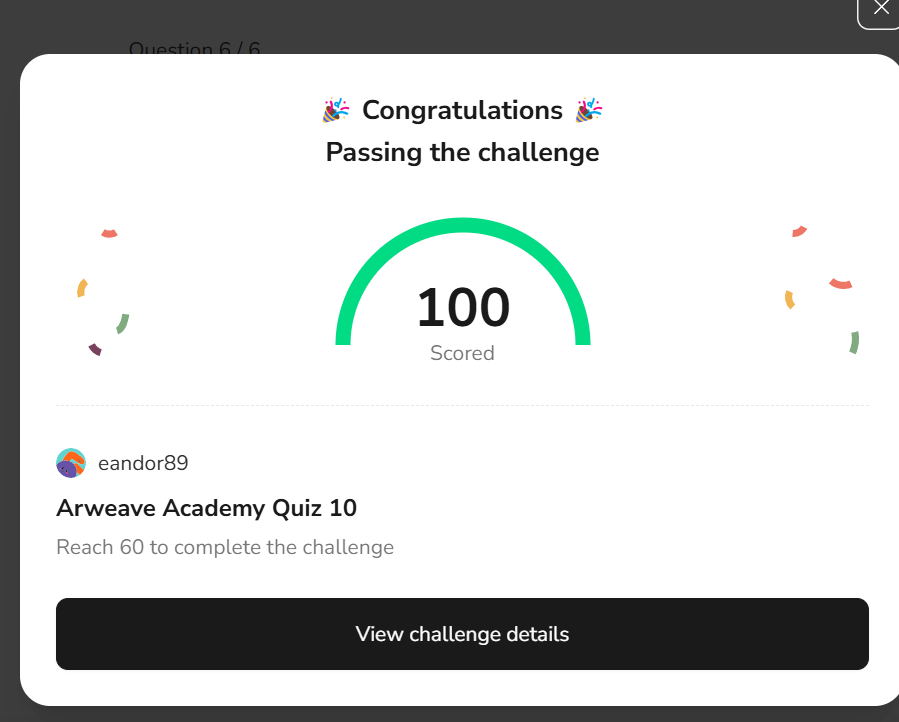 Question 6 / 6
🎉 Congratulations 🎉
Passing the challenge
100
Scored
eandor89
Arweave Academy Quiz 10
Reach 60 to complete the challenge
View challenge details